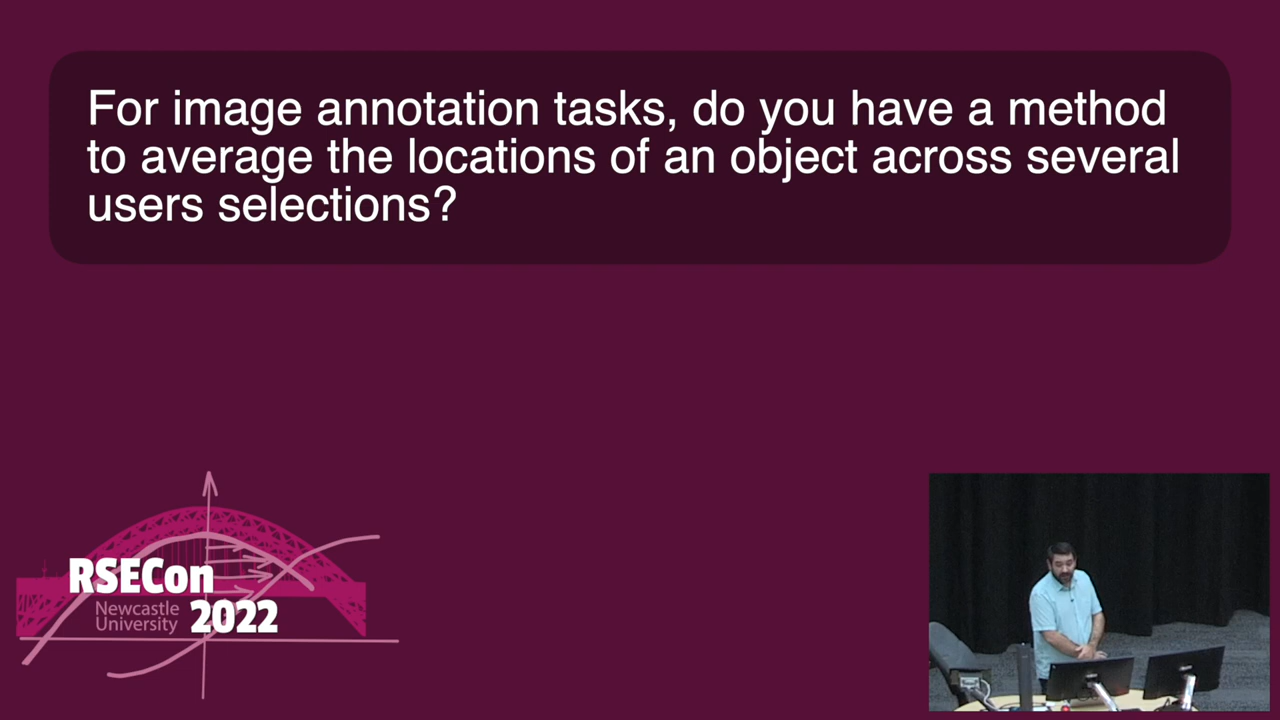 For image annotation tasks, do you have a method
to average the locations of an object across several
users selections?
RSECon
Newcastle
University
2022